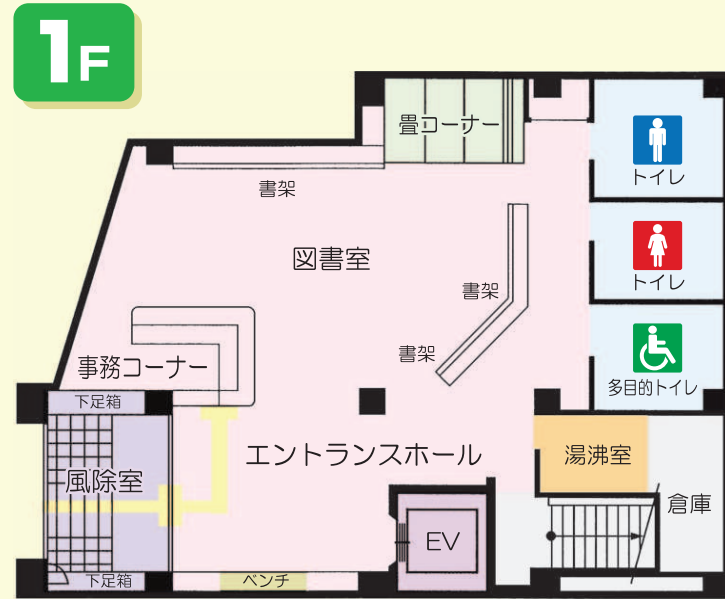 1F
畳コーナー
トイレ
書架
図書室
トイレ
書架
書架
事務コーナー
多目的トイレ
下足箱
エントランスホール
湯沸室
風除室
倉庫
EV
下足箱
ベンチ